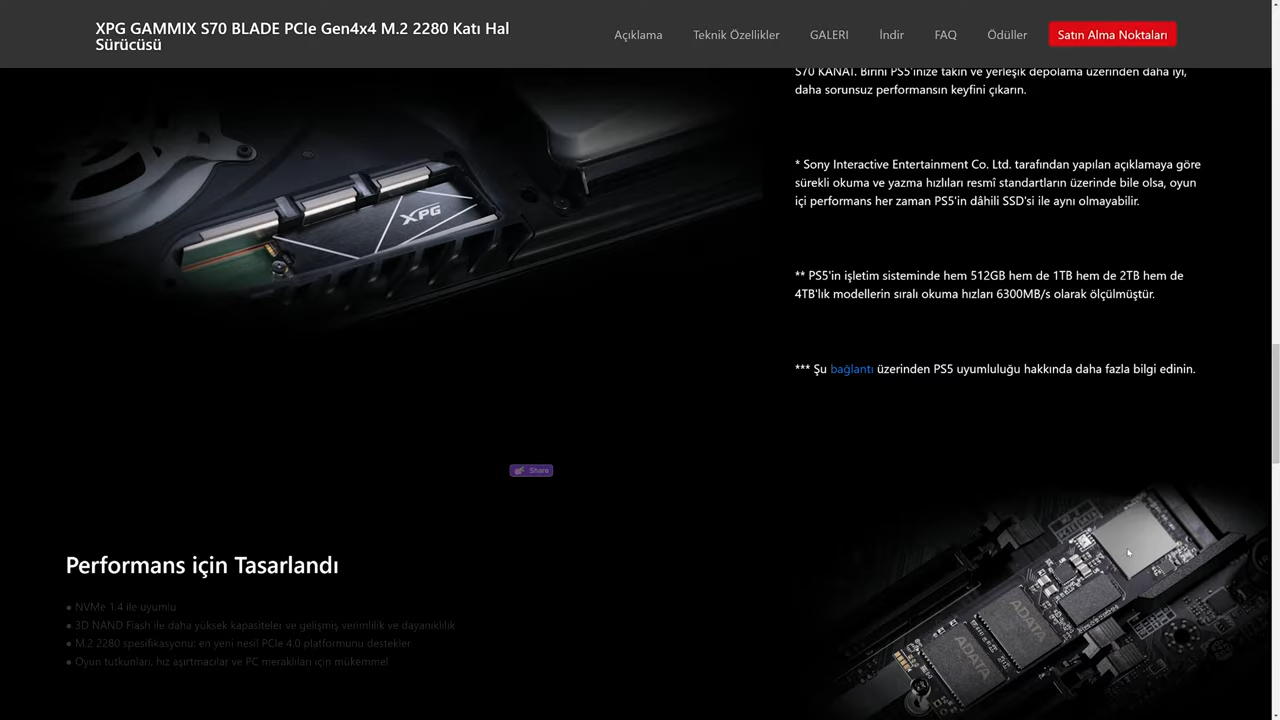 XPG GAMMIX S70 BLADE PCIe Gen4x4 M.2 2280 Katı Hal
Sürücüsü
Açıklama
Teknik Özellikler
GALERI
İndir
FAQ
Ödüller
Satın Alma Noktaları
S70 KANAT. Birini PS5'inize takın ve yerleşik depolama üzerinden daha iyi,
daha sorunsuz performansın keyfini çıkarın.
XPG
* Sony Interactive Entertainment Co. Ltd. tarafından yapılan açıklamaya göre
sürekli okuma ve yazma hızlıları resmî standartların üzerinde bile olsa, oyun
içi performans her zaman PS5'in dâhili SSD'si ile aynı olmayabilir.
** PS5'in işletim sisteminde hem 512GB hem de 1TB hem de 2TB hem de
4TB'lık modellerin sıralı okuma hızları 6300MB/s olarak ölçülmüştür.
*** Şu bağlantı üzerinden PS5 uyumluluğu hakkında daha fazla bilgi edinin.
Share
Performans için Tasarlandı
● NVMe 1.4 ile uyumlu
● 3D NAND Flash ile daha yüksek kapasiteler ve gelişmiş verimlilik ve dayanıklılık
● M.2 2280 spesifikasyonu: en yeni nesil PCIe 4.0 platformunu destekler
● Oyun tutkunları, hız aşırtmacılar ve PC meraklıları için mükemmel
ADATA
ADATA